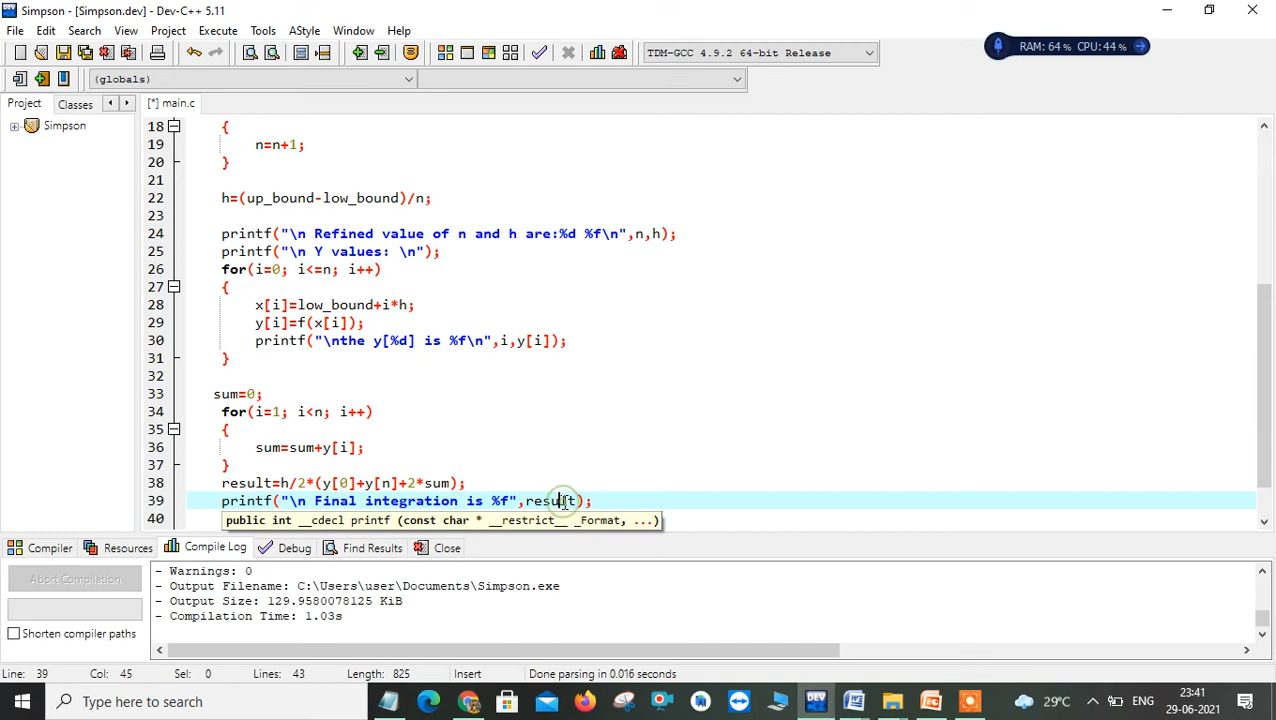 Simpson - [Simpson.dev] - Dev-C++ 5.11
File Edit Search View Project Execute Tools AStyle Window Help
TDM-GCC 4.9.2 64-bit Release
RAM: 64 % CPU: 44 %
(globals)
Project Classes [*] main.c
Simpson
18 {
19 n=n+1;
20 }
21
22 h=(up_bound-low_bound)/n;
23
24 printf("\n Refined value of n and h are:%d %f\n",n,h);
25 printf("\n Y values: \n");
26 for(i=0; i<=n; i++)
27 {
28 x[i]=low_bound+i*h;
29 y[i]=f(x[i]);
30 printf("\nthe y[%d] is %f\n",i,y[i]);
31 }
32
33 sum=0;
34 for(i=1; i<n; i++)
35 {
36 sum=sum+y[i];
37 }
38 result=h/2*(y[0]+y[n]+2*sum);
39 printf("\n Final integration is %f",result);
40 public int __cdecl printf (const char * __restrict__ _Format, ...)
Compiler Resources Compile Log Debug Find Results Close
Abort Compilation
Shorten compiler paths
- Warnings: 0
- Output Filename: C:\Users\user\Documents\Simpson.exe
- Output Size: 129.9580078125 KiB
- Compilation Time: 1.03s
Line: 39 Col: 45 Sel: 0 Lines: 43 Length: 825 Insert Done parsing in 0.016 seconds
Type here to search
DEV
29°C
ENG
23:41
29-06-2021